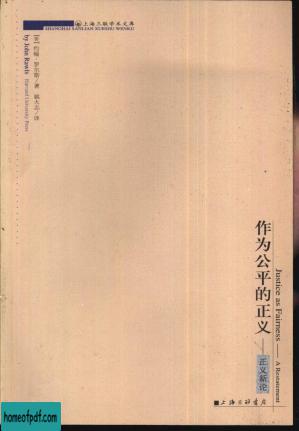 上海三联学术文库
SHANGHAI SANLIAN XUESHU WENKU
[美] 约翰·罗尔斯/著
姚大志/译
by John Rawls
Harvard University Press
作为公平的正义——正义新论
Justice as Fairness —— A Restatement
上海三联书店
homeofpdf.com